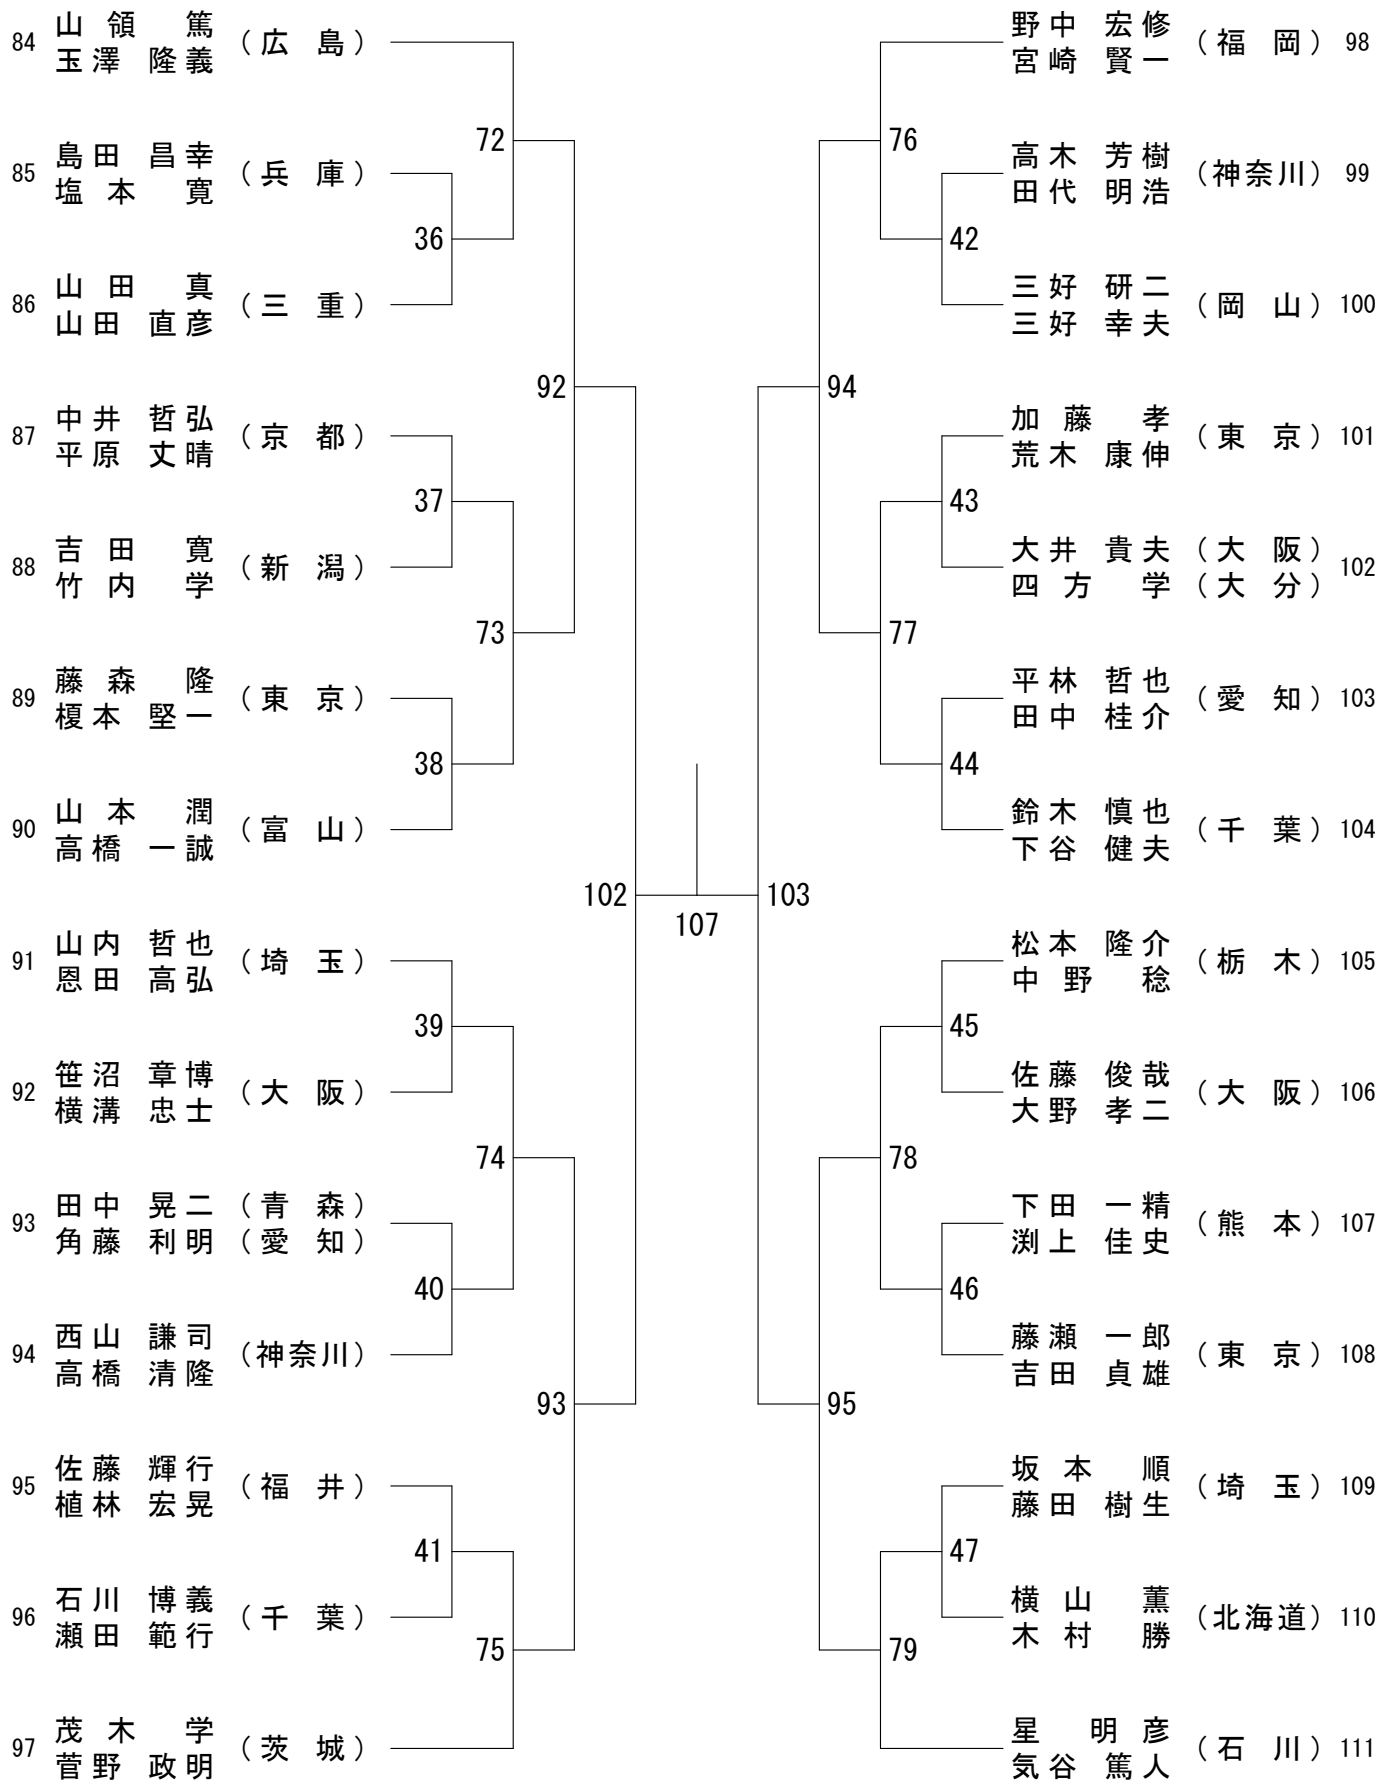 84 山領 篤 (広島)
玉澤 隆義
72
85 島田 昌幸 (兵庫)
塩本 寛
36
86 山田 真 (三重)
山田 直彦
92
87 中井 哲弘 (京都)
平原 丈晴
37
88 吉田 寛 (新潟)
竹内 学
73
89 藤森 隆 (東京)
榎本 堅一
38
90 山本 潤 (富山)
高橋 一誠
102
107
91 山内 哲也 (埼玉)
恩田 高弘
39
92 笹沼 章博 (大阪)
横溝 忠士
74
93 田中 晃二 (青森)
角藤 利明 (愛知)
40
94 西山 謙司 (神奈川)
高橋 清隆
93
95 佐藤 輝行 (福井)
植林 宏晃
41
96 石川 博義 (千葉)
瀬田 範行
75
97 茂木 学 (茨城)
菅野 政明
野中 宏修 (福岡) 98
宮崎 賢一
76
高木 芳樹 (神奈川) 99
田代 明浩
42
三好 研二 (岡山) 100
三好 幸夫
94
加藤 孝 (東京) 101
荒木 康伸
43
大井 貴夫 (大阪) 102
四方 学 (大分)
77
平林 哲也 (愛知) 103
田中 桂介
44
鈴木 慎也 (千葉) 104
下谷 健夫
103
松本 隆介 (栃木) 105
中野 稔
45
佐藤 俊哉 (大阪) 106
大野 孝二
78
下田 一精 (熊本) 107
渕上 佳史
46
藤瀬 一郎 (東京) 108
吉田 貞雄
95
坂本 順 (埼玉) 109
藤田 樹生
47
横山 薫 (北海道) 110
木村 勝
79
星 明彦 (石川) 111
気谷 篤人